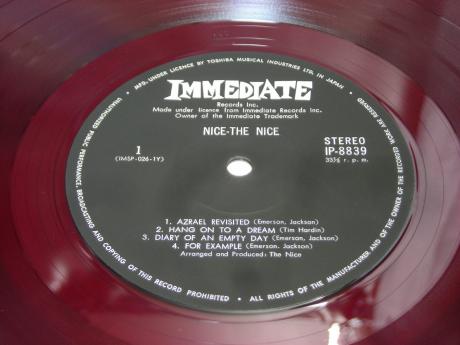 MFG. UNDER LICENCE BY TOSHIBA MUSICAL INDUSTRIES LTD. IN JAPAN •
UNAUTHORIZED PUBLIC PERFORMANCE, BROADCASTING AND COPYING OF THIS RECORD PROHIBITED • ALL RIGHTS OF THE MANUFACTURER AND OF THE OWNER OF THE RECORDED WORK ARE RESERVED
IMMEDIATE
Records Inc.
Made under licence from Immediate Records Inc.
Owner of the Immediate Trademark
NICE-THE NICE
1
(IMSP-026-1Y)
STEREO
IP-8839
33⅓ r. p. m.
1. AZRAEL REVISITED (Emerson, Jackson)
2. HANG ON TO A DREAM (Tim Hardin)
3. DIARY OF AN EMPTY DAY (Emerson, Jackson)
4. FOR EXAMPLE (Emerson, Jackson)
Arranged and Produced: The Nice